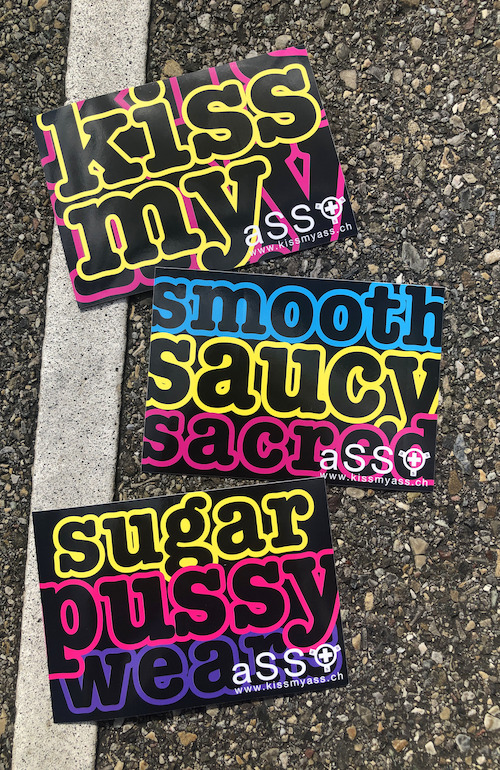 kiss
my
ass
www.kissmyass.ch
smooth
saucy
sacred
ass
www.kissmyass.ch
sugar
pussy
wear
ass
www.kissmyass.ch